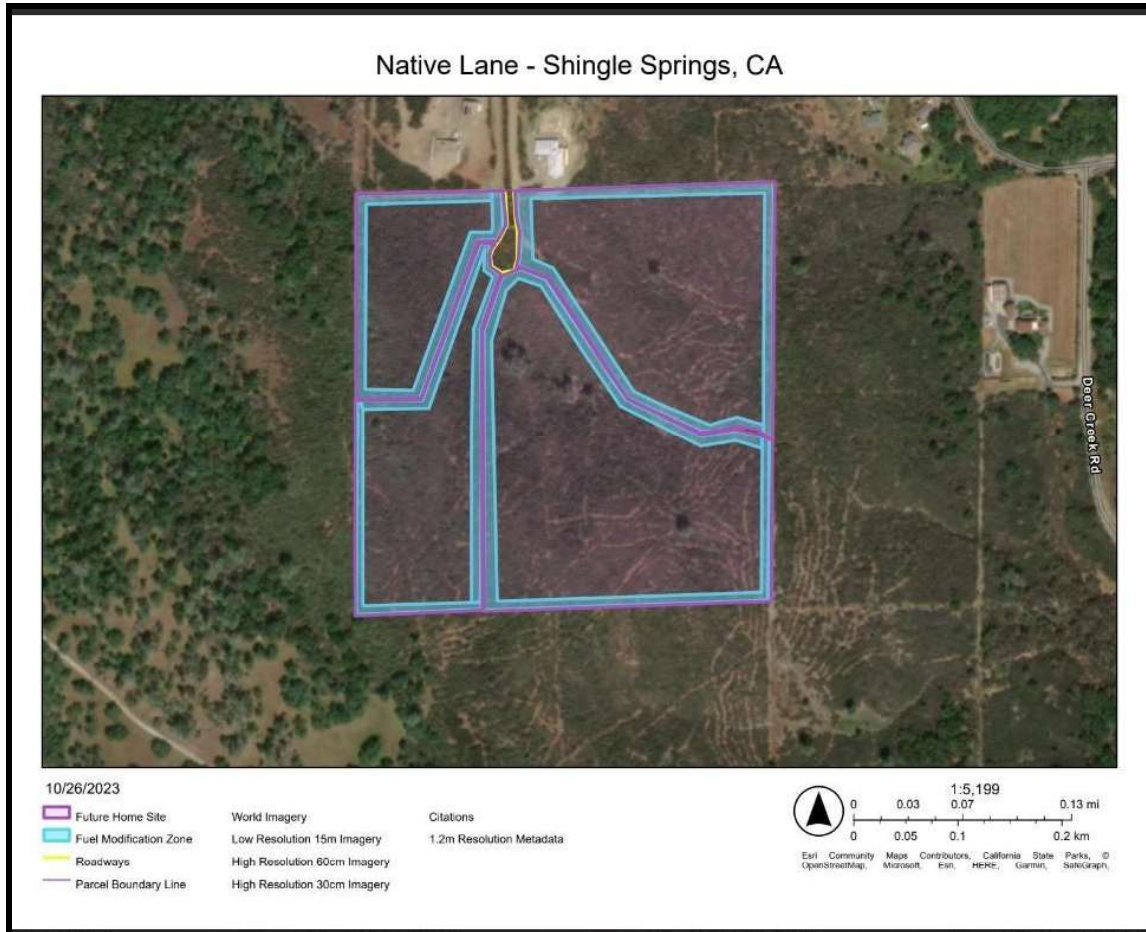 Native Lane - Shingle Springs, CA
Deer Creek Rd
10/26/2023
Future Home Site
Fuel Modification Zone
Roadways
Parcel Boundary Line
World Imagery
Low Resolution 15m Imagery
High Resolution 60cm Imagery
High Resolution 30cm Imagery
Citations
1.2m Resolution Metadata
1:5,199
0 0.03 0.07 0.13 mi
0 0.05 0.1 0.2 km
Esri Community Maps Contributors, California State Parks, ©
OpenStreetMap, Microsoft, Esri, HERE, Garmin, SafeGraph,